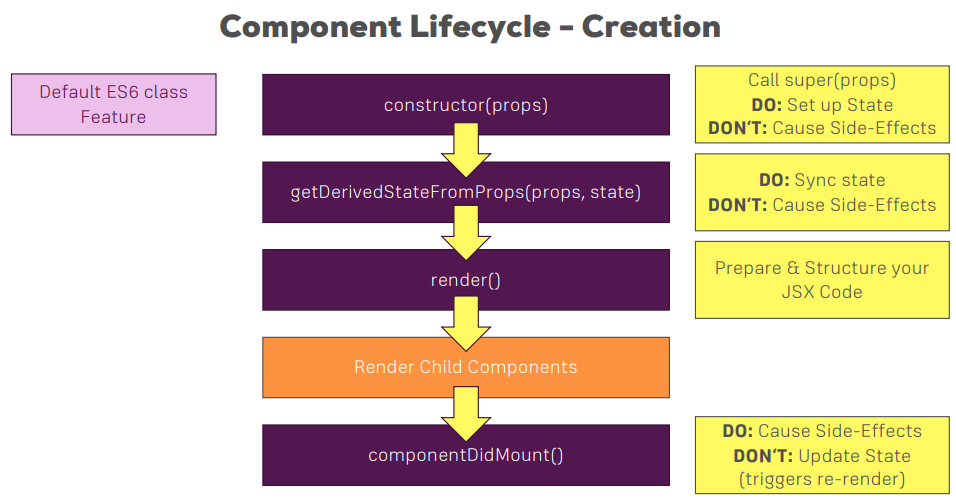 Component Lifecycle – Creation
Default ES6 class
Feature
constructor(props)
Call super(props)
DO: Set up State
DON‘T: Cause Side-Effects
getDerivedStateFromProps(props, state)
DO: Sync state
DON‘T: Cause Side-Effects
render()
Prepare & Structure your
JSX Code
Render Child Components
componentDidMount()
DO: Cause Side-Effects
DON‘T: Update State
(triggers re-render)